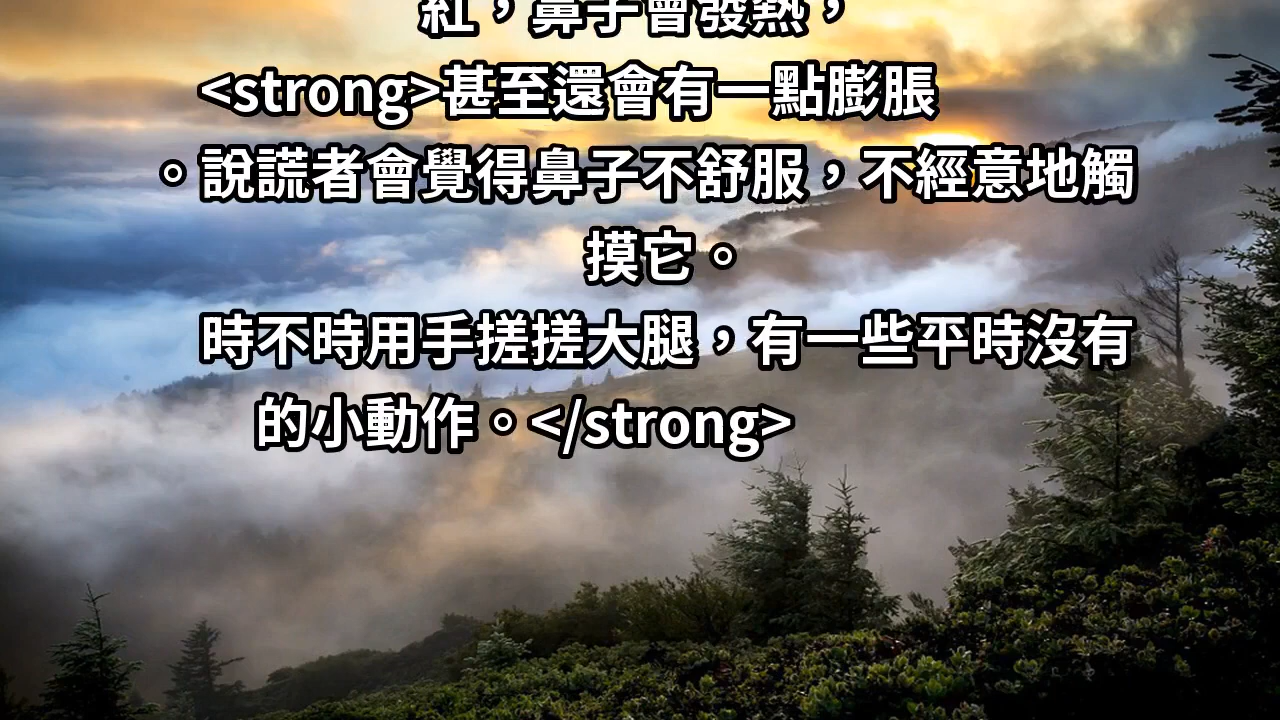 紅，鼻子會發熱，
<strong>甚至還會有一點膨脹
。說謊者會覺得鼻子不舒服，不經意地觸
摸它。
時不時用手搓搓大腿，有一些平時沒有
的小動作。</strong>